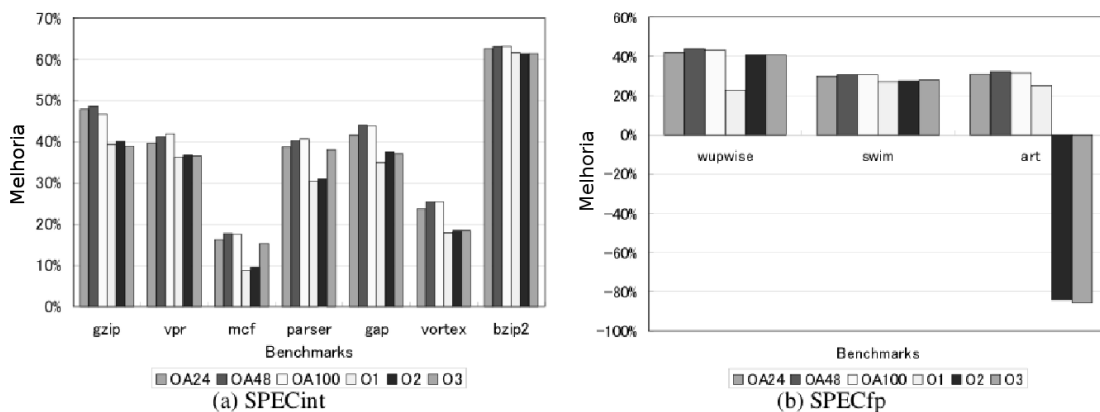 70%
60%
50%
40%
30%
20%
10%
0%
Melhoria
gzip vpr mcf parser gap vortex bzip2
Benchmarks
OA24 OA48 OA100 O1 O2 O3
(a) SPECint
60%
40%
20%
0%
−20%
−40%
−60%
−80%
−100%
Melhoria
wupwise swim art
Benchmarks
OA24 OA48 OA100 O1 O2 O3
(b) SPECfp